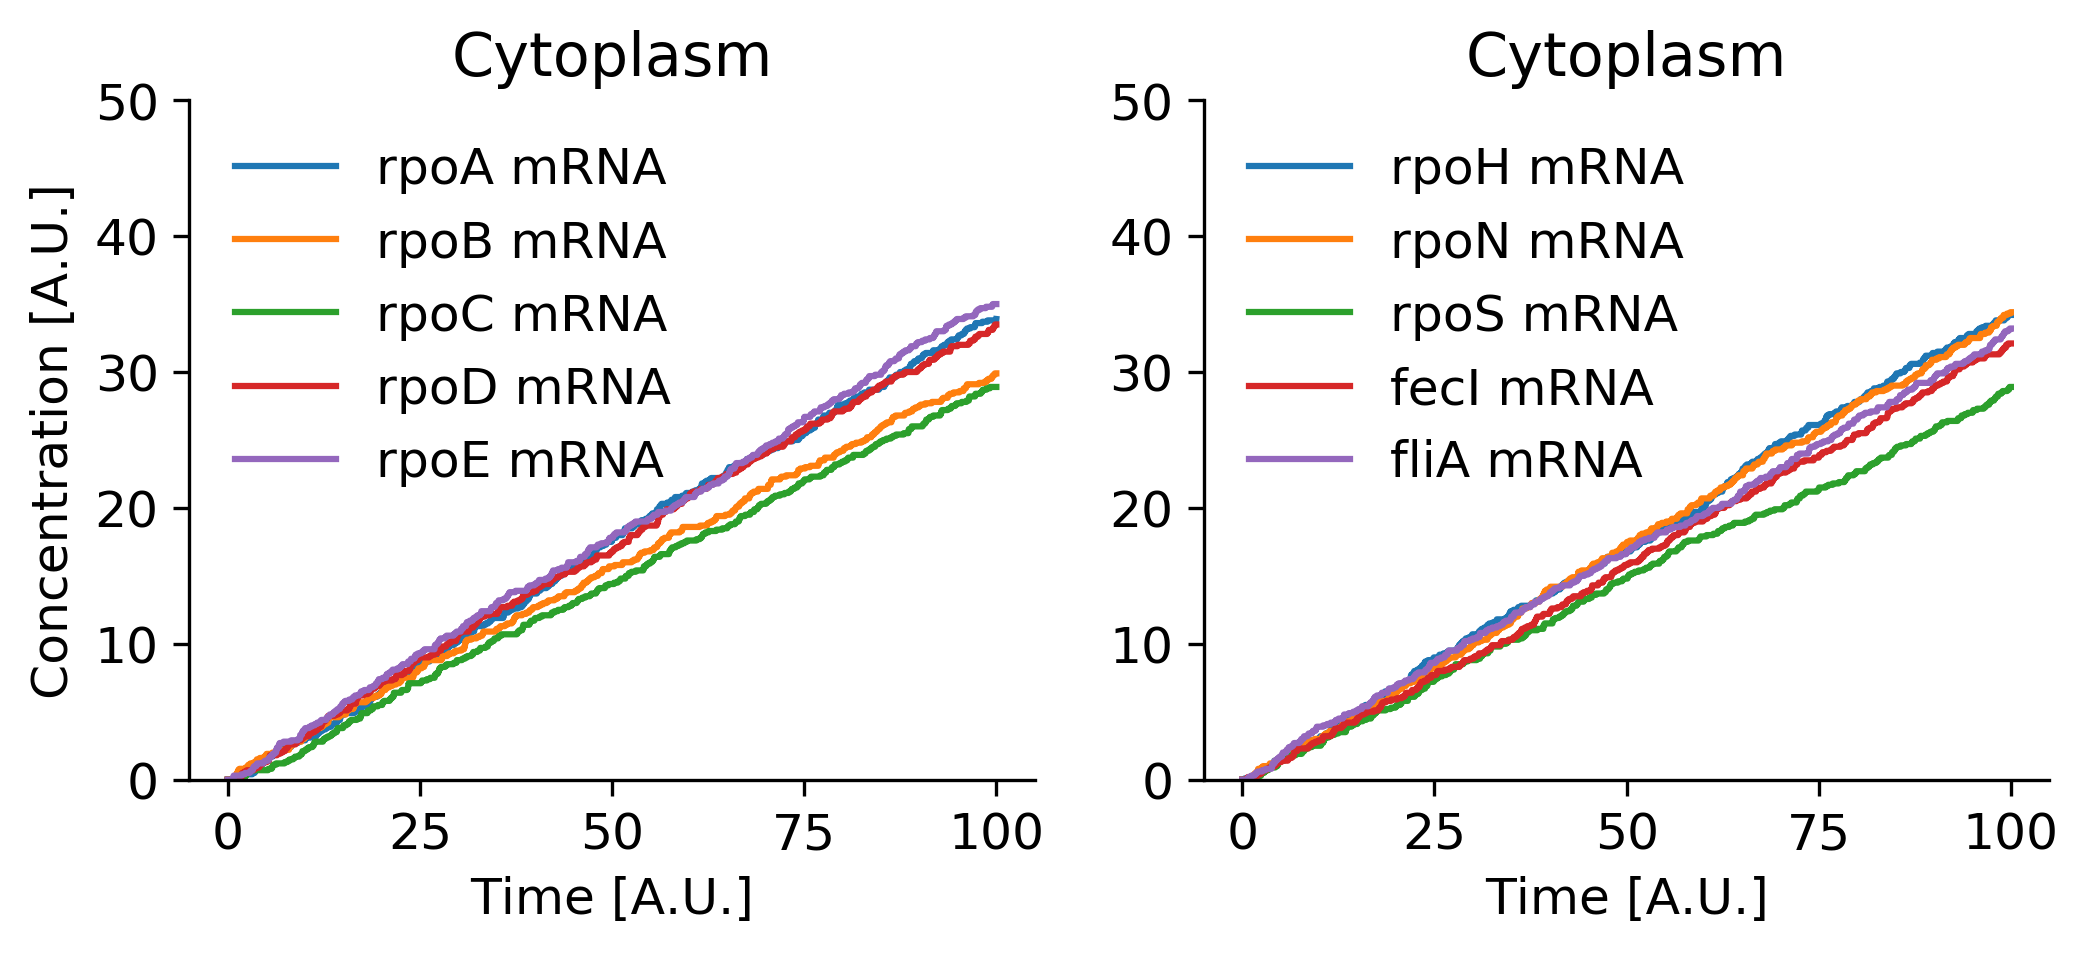 Cytoplasm
50
40
30
20
10
0
Concentration [A.U.]
rpoA mRNA
rpoB mRNA
rpoC mRNA
rpoD mRNA
rpoE mRNA
0 25 50 75 100
Time [A.U.]
Cytoplasm
50
40
30
20
10
0
rpoH mRNA
rpoN mRNA
rpoS mRNA
fecI mRNA
fliA mRNA
0 25 50 75 100
Time [A.U.]